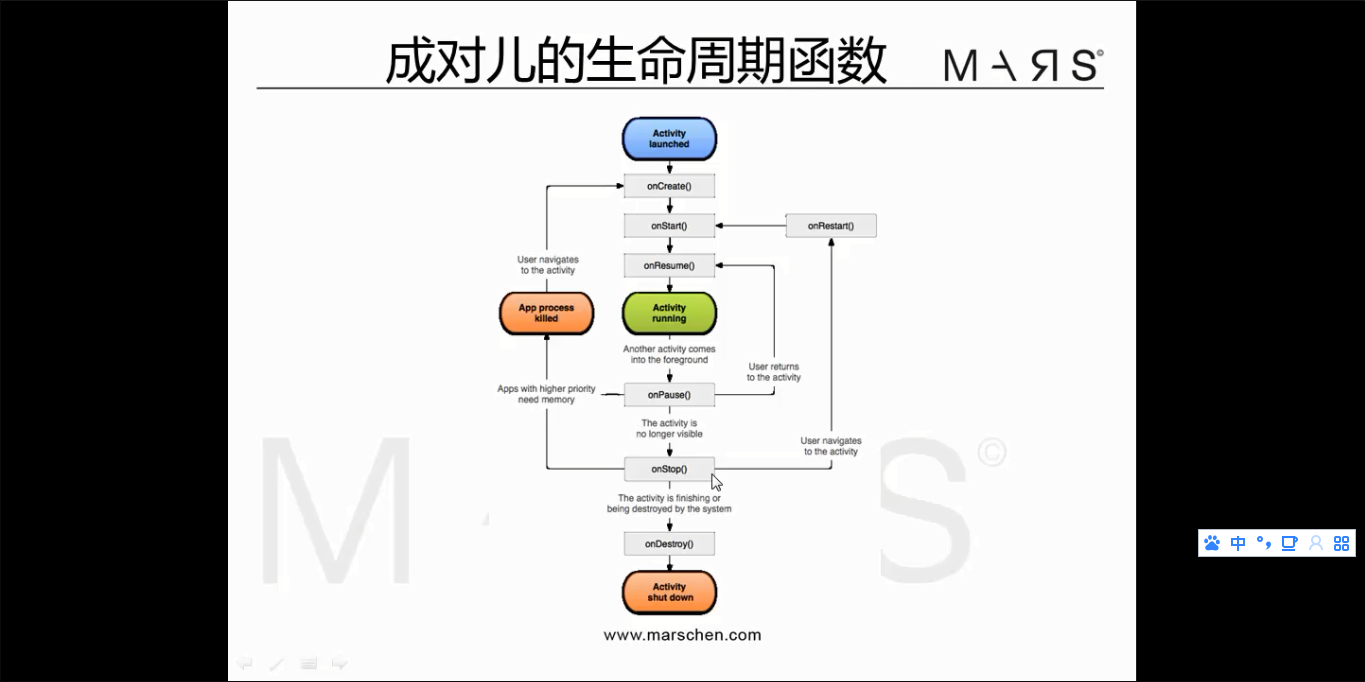 成对儿的生命周期函数
MARS©
Activity
launched
onCreate()
onStart()
onRestart()
User navigates
to the activity
onResume()
App process
killed
Activity
running
Another activity comes
into the foreground
User returns
to the activity
Apps with higher priority
need memory
onPause()
The activity is
no longer visible
User navigates
to the activity
onStop()
The activity is finishing or
being destroyed by the system
onDestroy()
Activity
shut down
www.marschen.com
M S ©
中